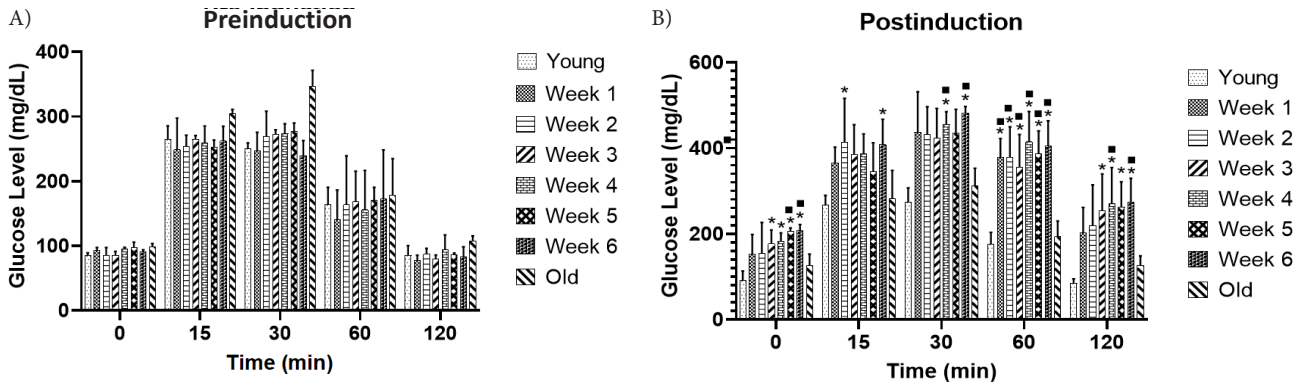 A)
Preinduction
Glucose Level (mg/dL)
400
300
200
100
0
0 15 30 60 120
Time (min)
Young
Week 1
Week 2
Week 3
Week 4
Week 5
Week 6
Old
B)
Postinduction
Glucose Level (mg/dL)
600
400
200
0
0 15 30 60 120
Time (min)
Young
Week 1
Week 2
Week 3
Week 4
Week 5
Week 6
Old